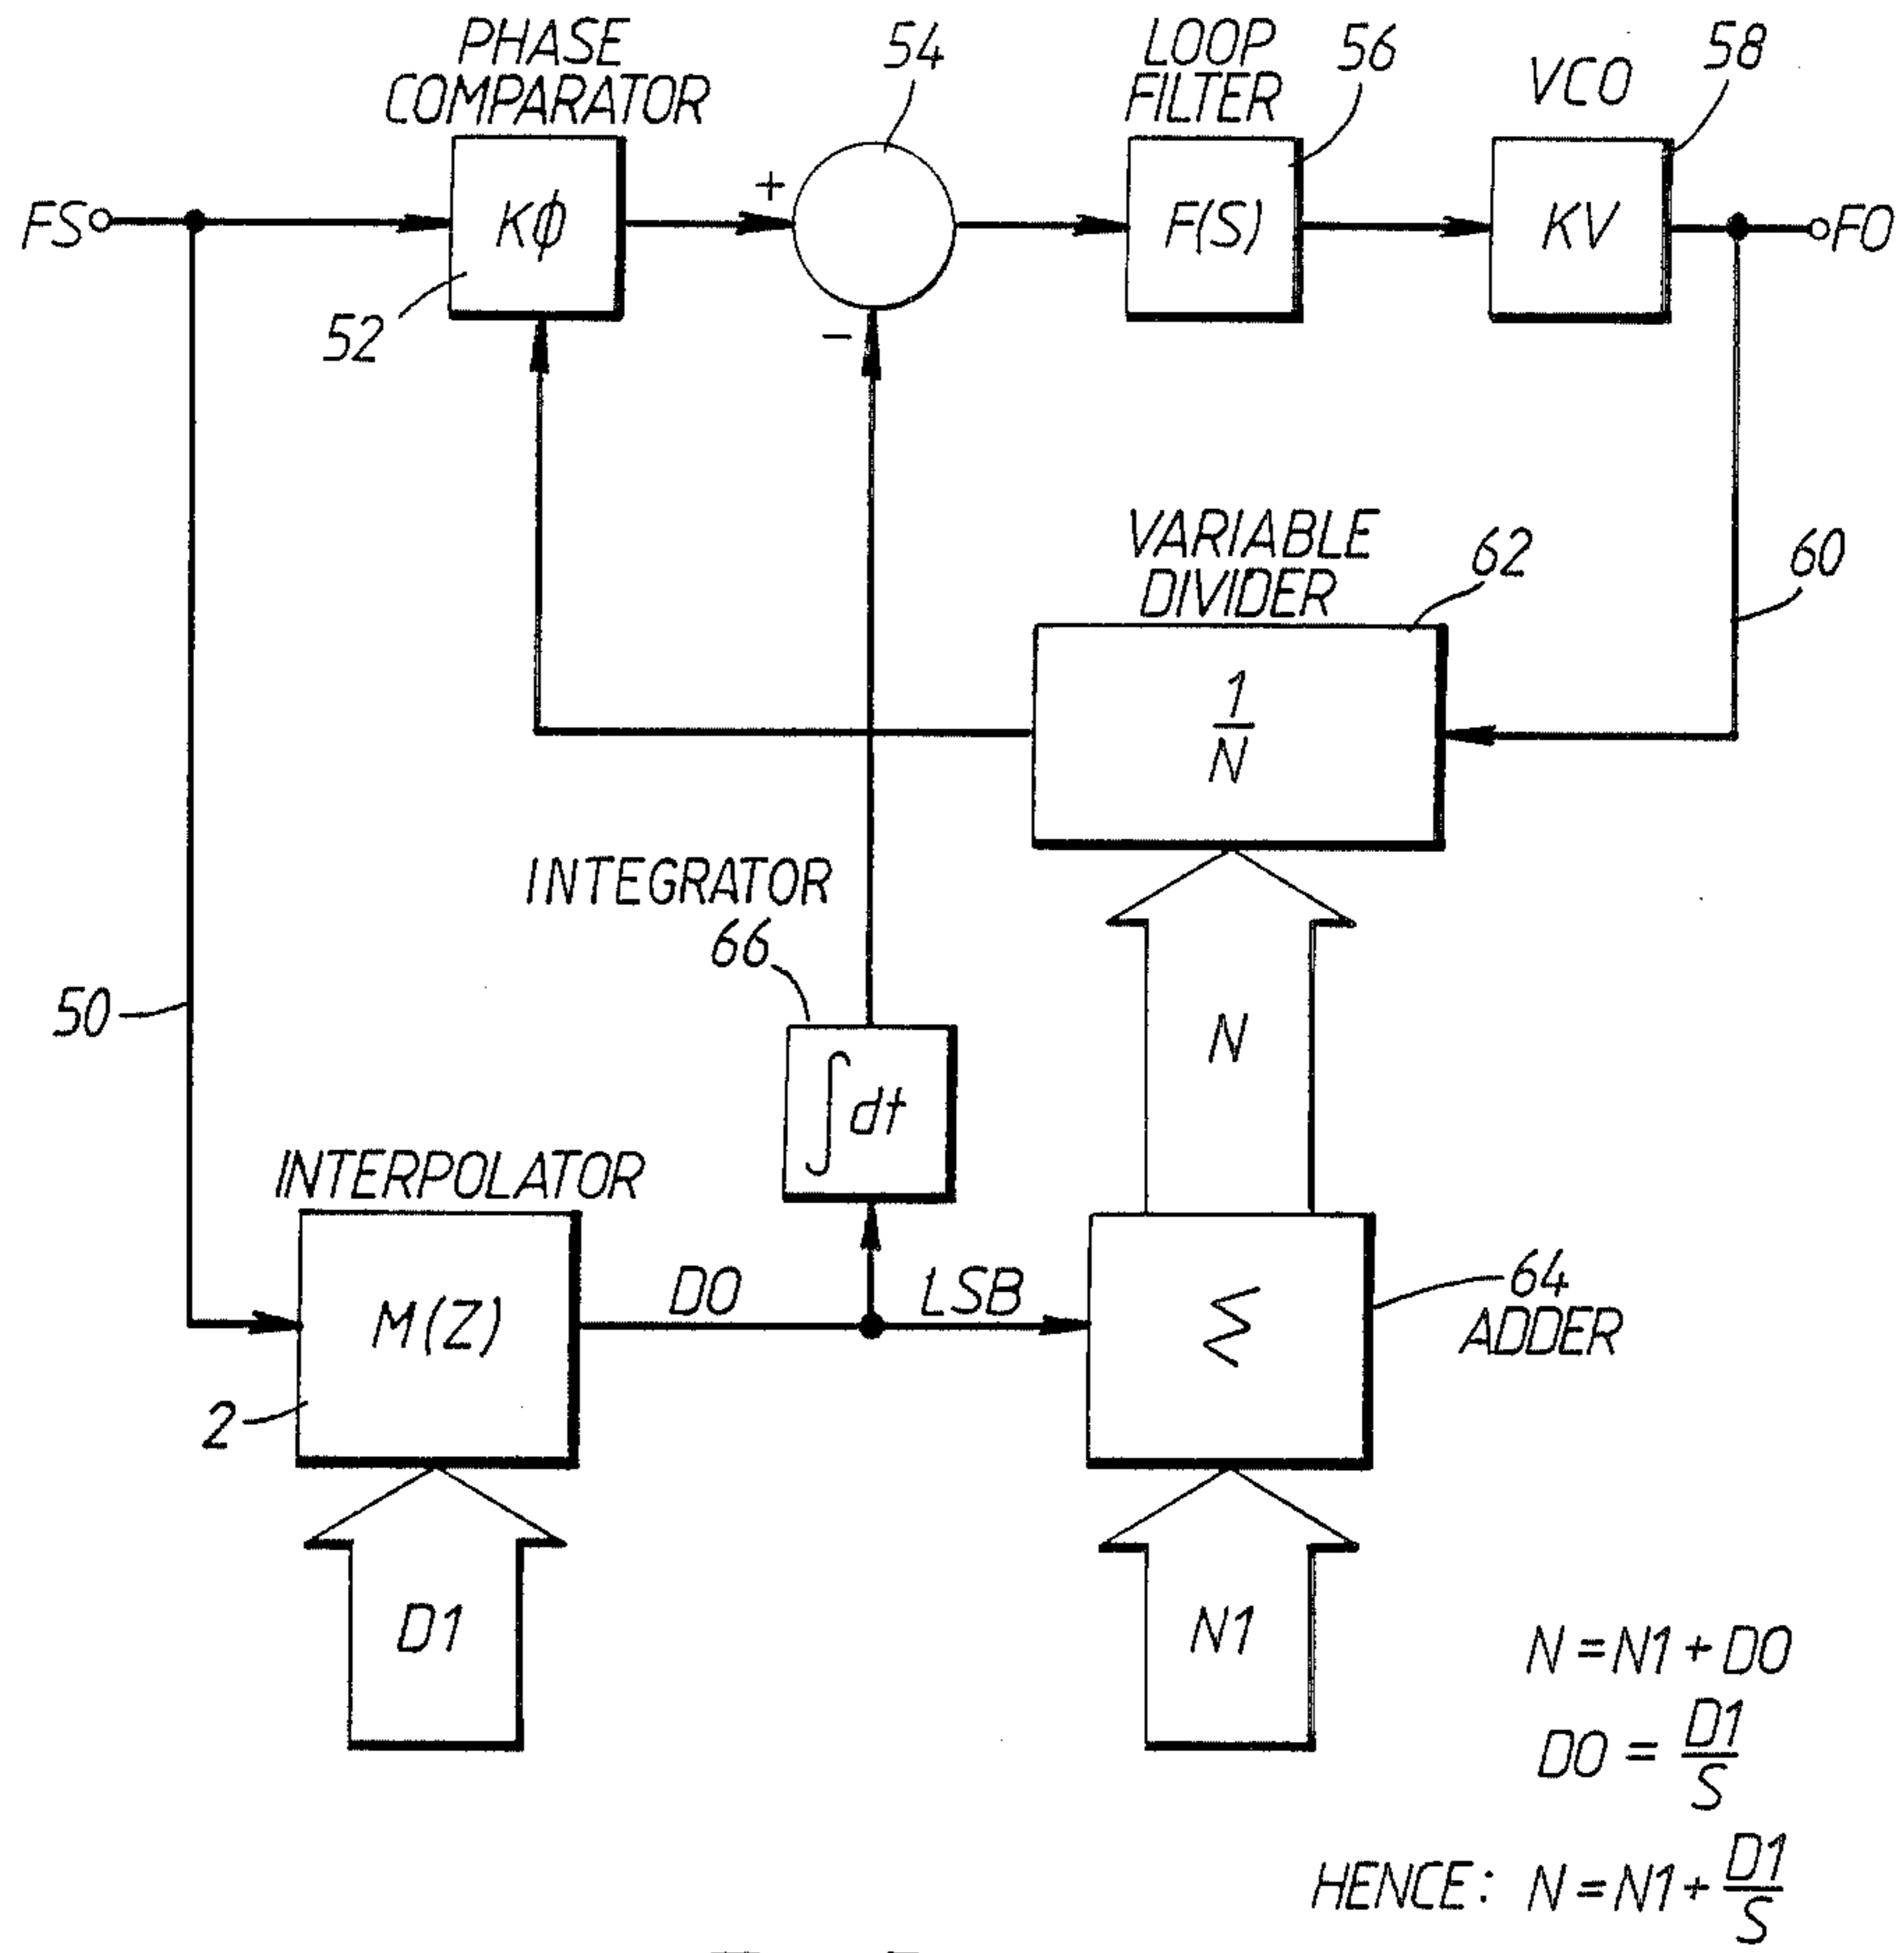 PHASE
COMPARATOR
54
LOOP
FILTER
56
VCO
58
FS
Kϕ
+
F(S)
KV
FO
52
-
VARIABLE
DIVIDER
62
60
1
N
INTEGRATOR
66
50
N
∫dt
INTERPOLATOR
M(Z)
DO
LSB
Σ
64
ADDER
2
D1
N1
N=N1+DO
DO = D1
S
HENCE: N=N1+ D1
S